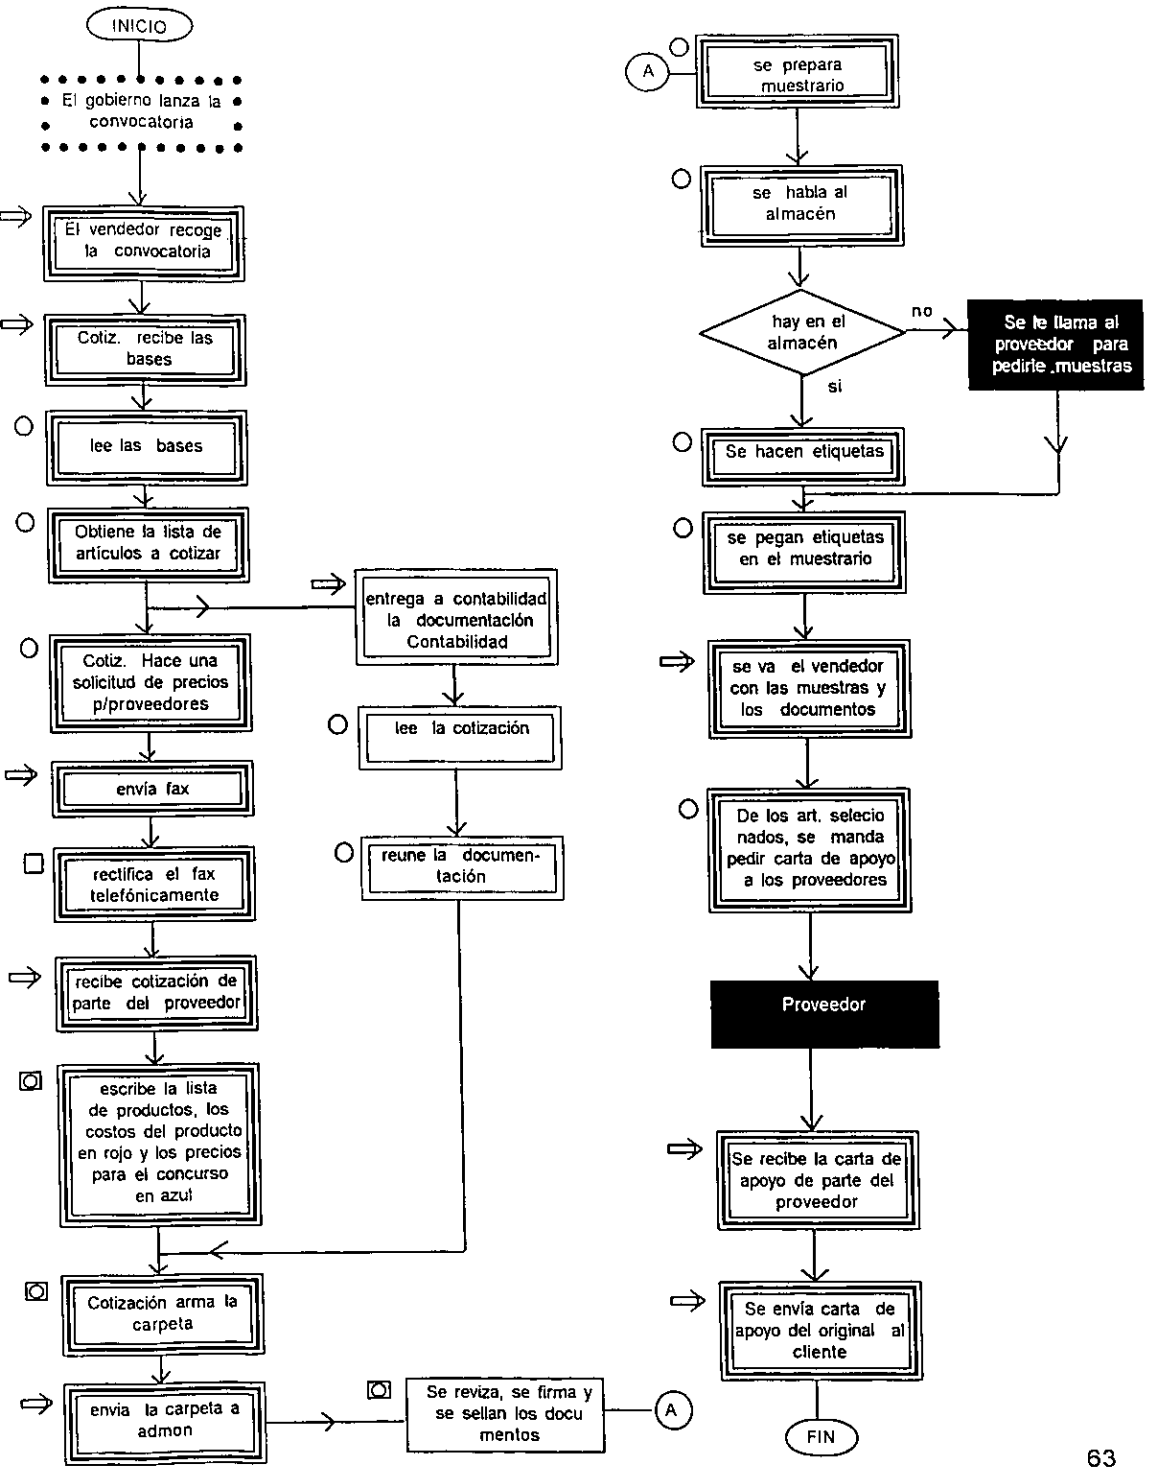 INICIO
El gobierno lanza la
convocatoria
El vendedor recoge
la convocatoria
Cotiz. recibe las
bases
lee las bases
Obtiene la lista de
artículos a cotizar
Cotiz. Hace una
solicitud de precios
p/proveedores
envía fax
rectifica el fax
telefónicamente
recibe cotización de
parte del proveedor
escribe la lista
de productos, los
costos del producto
en rojo y los precios
para el concurso
en azul
entrega a contabilidad
la documentación
Contabilidad
lee la cotización
reune la documen-
tación
Cotización arma la
carpeta
envia la carpeta a
admon
Se reviza, se firma y
se sellan los docu
mentos
A
A
se prepara
muestrario
se habla al
almacén
hay en el
almacén
no
Se le llama al
proveedor para
pedirle muestras
si
Se hacen etiquetas
se pegan etiquetas
en el muestrario
se va el vendedor
con las muestras y
los documentos
De los art. selecio
nados, se manda
pedir carta de apoyo
a los proveedores
Proveedor
Se recibe la carta de
apoyo de parte del
proveedor
Se envía carta de
apoyo del original al
cliente
FIN
63